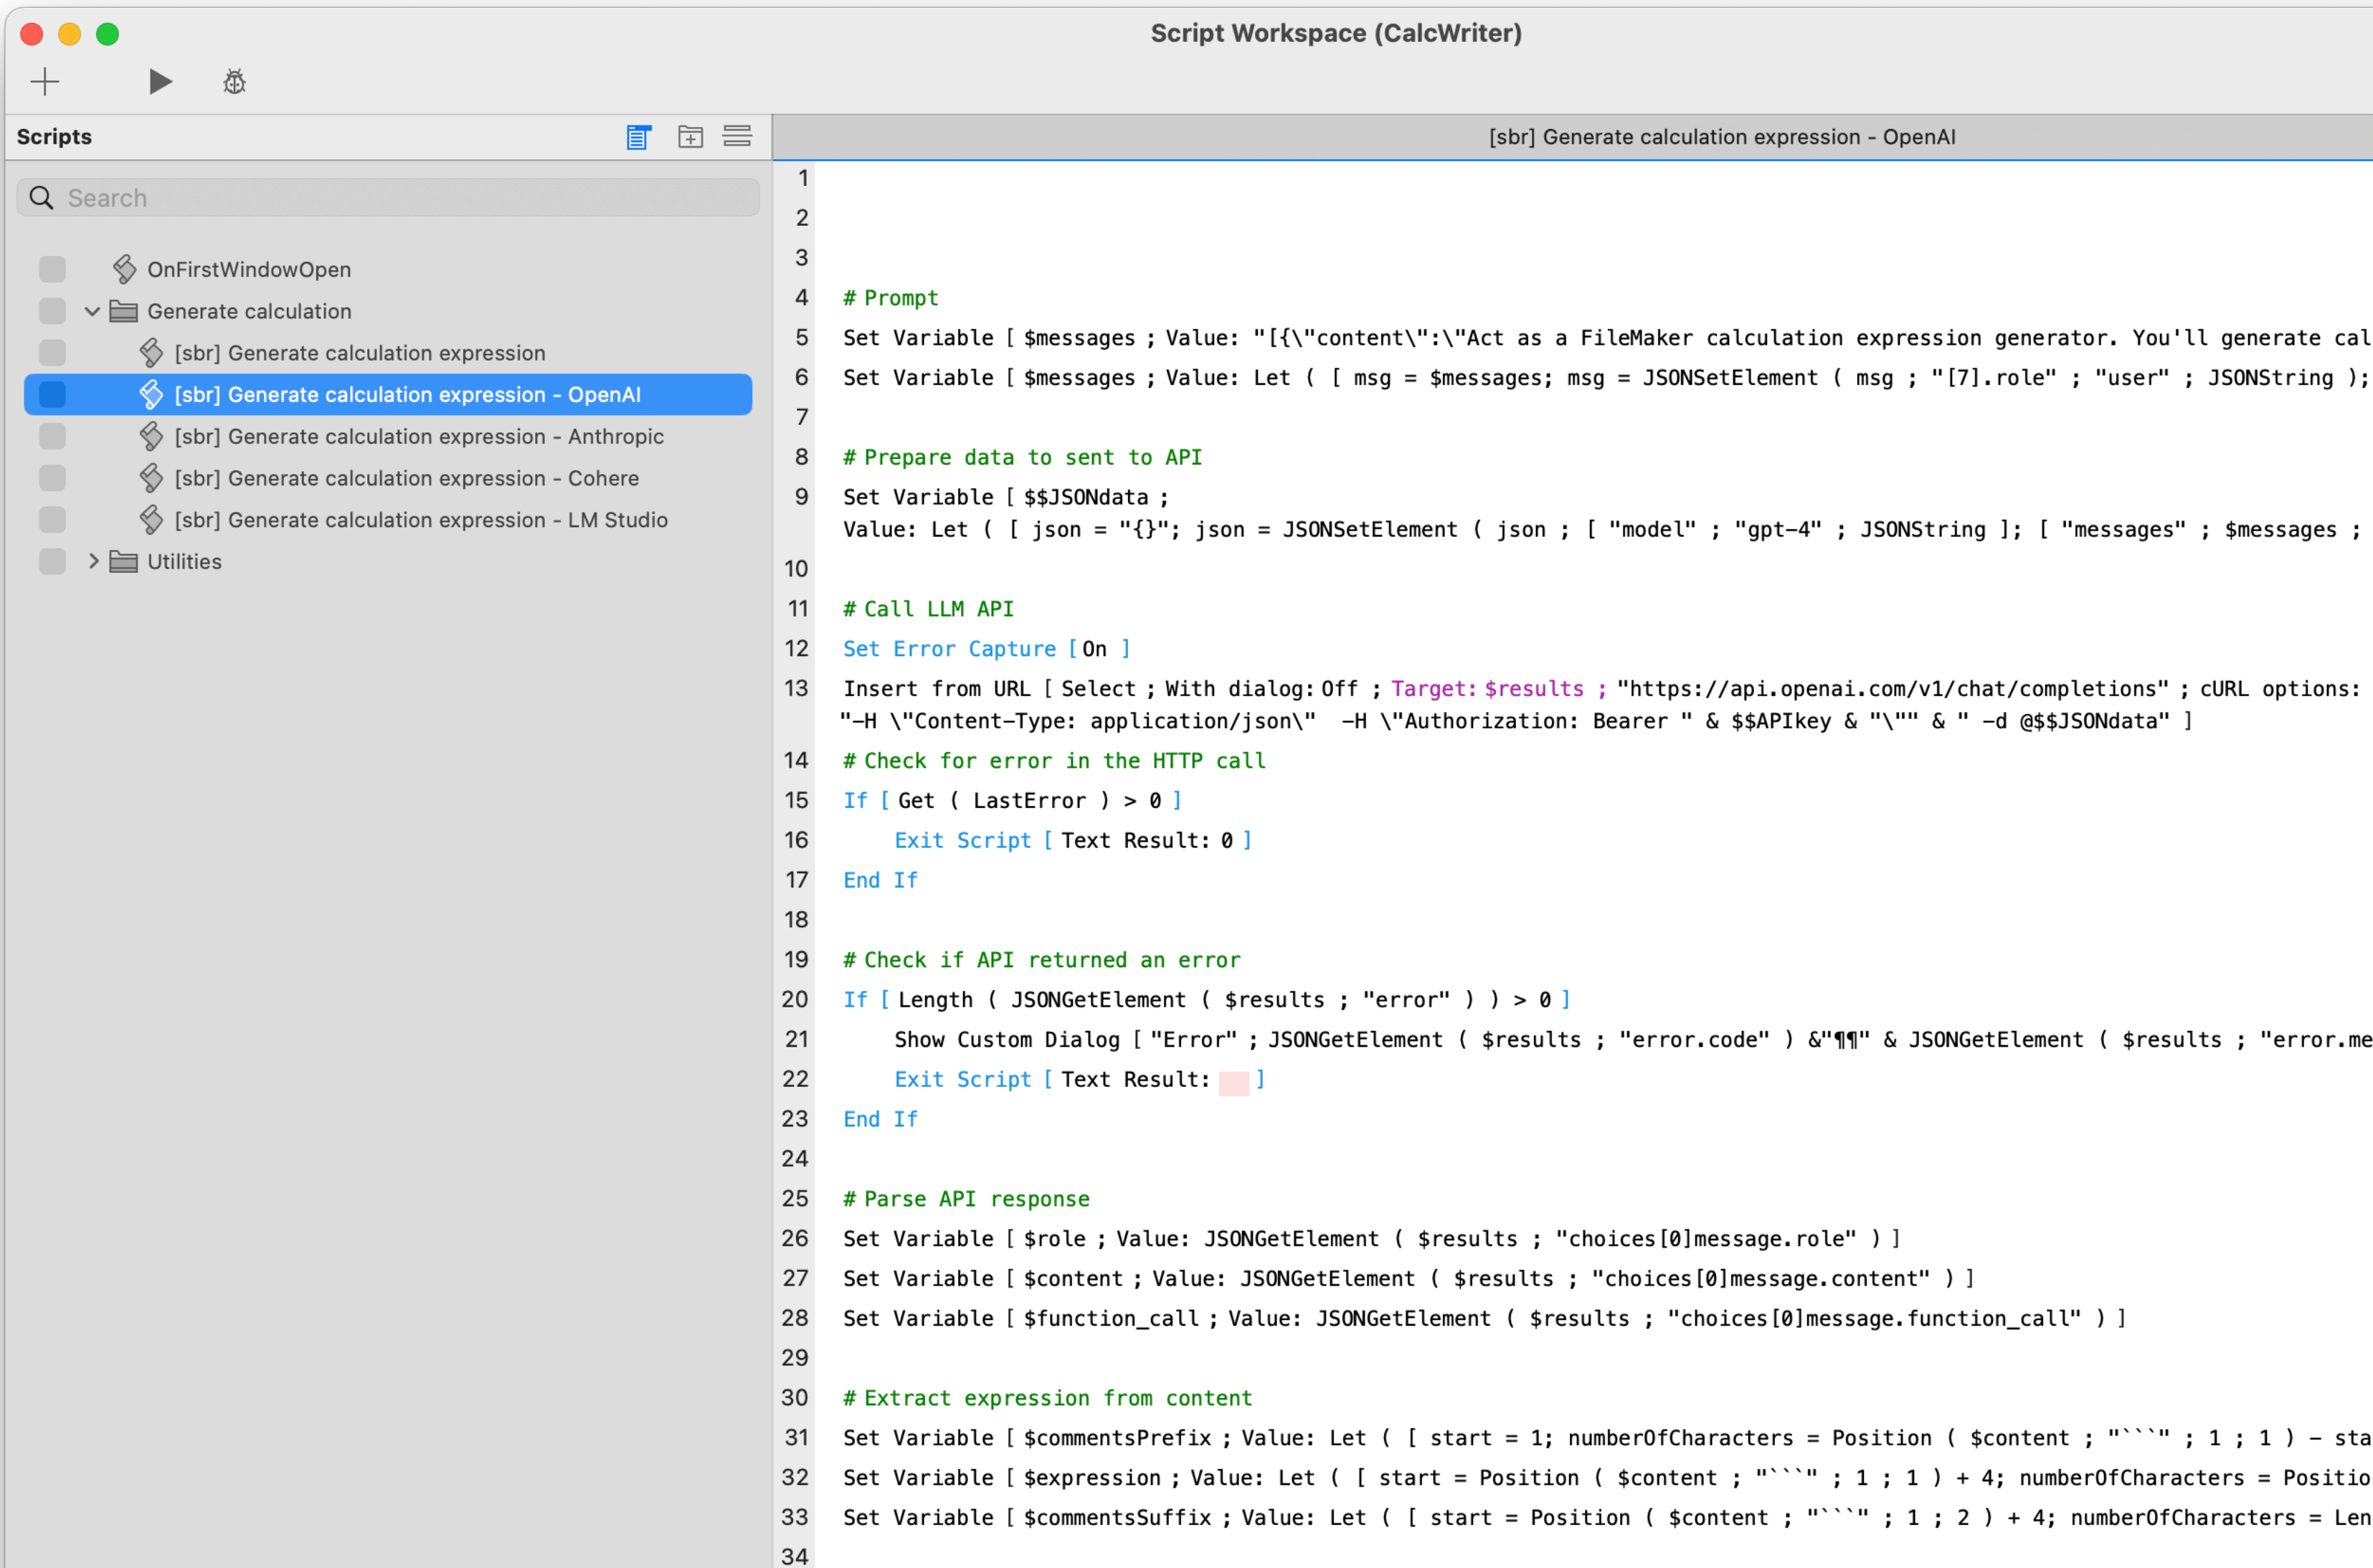 Script Workspace (CalcWriter)
Scripts
[sbr] Generate calculation expression - OpenAI
Search
OnFirstWindowOpen
Generate calculation
[sbr] Generate calculation expression
[sbr] Generate calculation expression - OpenAI
[sbr] Generate calculation expression - Anthropic
[sbr] Generate calculation expression - Cohere
[sbr] Generate calculation expression - LM Studio
Utilities
1
2
3
4 # Prompt
5 Set Variable [ $messages ; Value: "[{\"content\":\"Act as a FileMaker calculation expression generator. You'll generate cal
6 Set Variable [ $messages ; Value: Let ( [ msg = $messages; msg = JSONSetElement ( msg ; "[7].role" ; "user" ; JSONString );
7
8 # Prepare data to sent to API
9 Set Variable [ $$JSONdata ;
Value: Let ( [ json = "{}"; json = JSONSetElement ( json ; [ "model" ; "gpt-4" ; JSONString ]; [ "messages" ; $messages ;
10
11 # Call LLM API
12 Set Error Capture [ On ]
13 Insert from URL [ Select ; With dialog: Off ; Target: $results ; "https://api.openai.com/v1/chat/completions" ; cURL options:
"-H \"Content-Type: application/json\"  -H \"Authorization: Bearer " & $$APIkey & "\"" & " -d @$$JSONdata" ]
14 # Check for error in the HTTP call
15 If [ Get ( LastError ) > 0 ]
16 Exit Script [ Text Result: 0 ]
17 End If
18
19 # Check if API returned an error
20 If [ Length ( JSONGetElement ( $results ; "error" ) ) > 0 ]
21 Show Custom Dialog [ "Error" ; JSONGetElement ( $results ; "error.code" ) &"¶¶" & JSONGetElement ( $results ; "error.me
22 Exit Script [ Text Result: ]
23 End If
24
25 # Parse API response
26 Set Variable [ $role ; Value: JSONGetElement ( $results ; "choices[0]message.role" ) ]
27 Set Variable [ $content ; Value: JSONGetElement ( $results ; "choices[0]message.content" ) ]
28 Set Variable [ $function_call ; Value: JSONGetElement ( $results ; "choices[0]message.function_call" ) ]
29
30 # Extract expression from content
31 Set Variable [ $commentsPrefix ; Value: Let ( [ start = 1; numberOfCharacters = Position ( $content ; "```" ; 1 ; 1 ) - sta
32 Set Variable [ $expression ; Value: Let ( [ start = Position ( $content ; "```" ; 1 ; 1 ) + 4; numberOfCharacters = Positio
33 Set Variable [ $commentsSuffix ; Value: Let ( [ start = Position ( $content ; "```" ; 1 ; 2 ) + 4; numberOfCharacters = Len
34